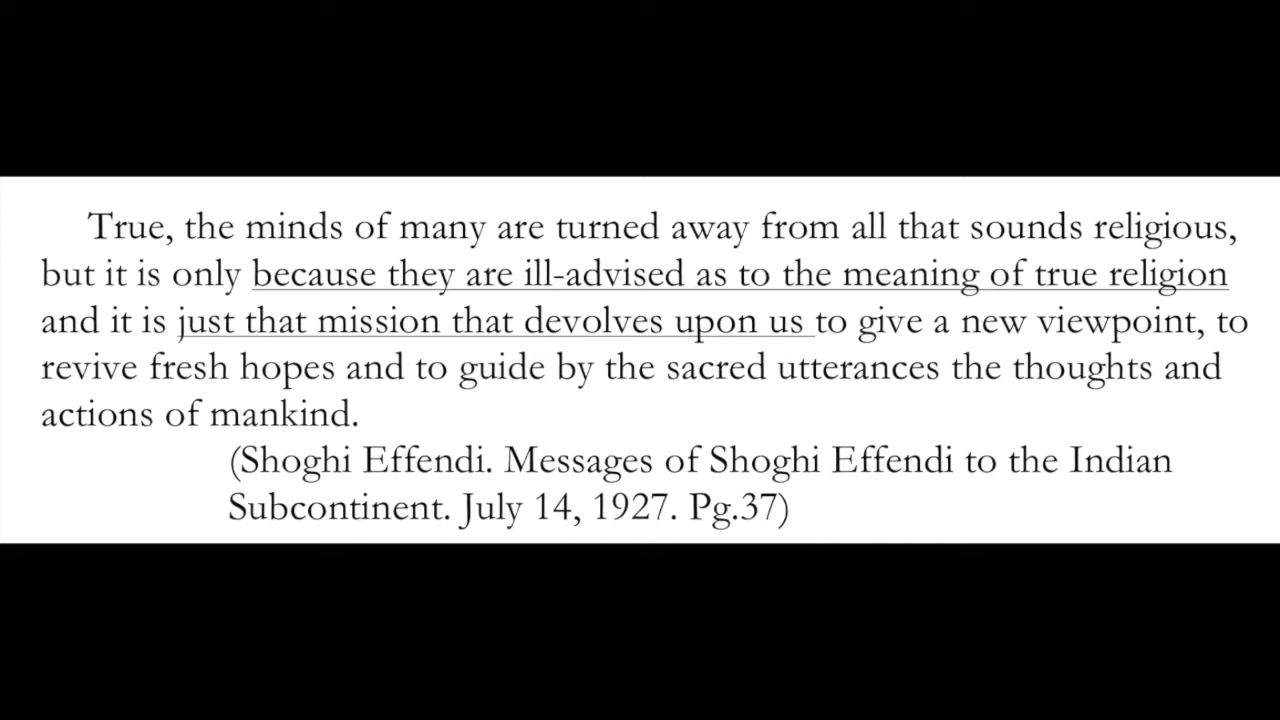 True, the minds of many are turned away from all that sounds religious,
but it is only because they are ill-advised as to the meaning of true religion
and it is just that mission that devolves upon us to give a new viewpoint, to
revive fresh hopes and to guide by the sacred utterances the thoughts and
actions of mankind.
(Shoghi Effendi. Messages of Shoghi Effendi to the Indian
Subcontinent. July 14, 1927. Pg.37)